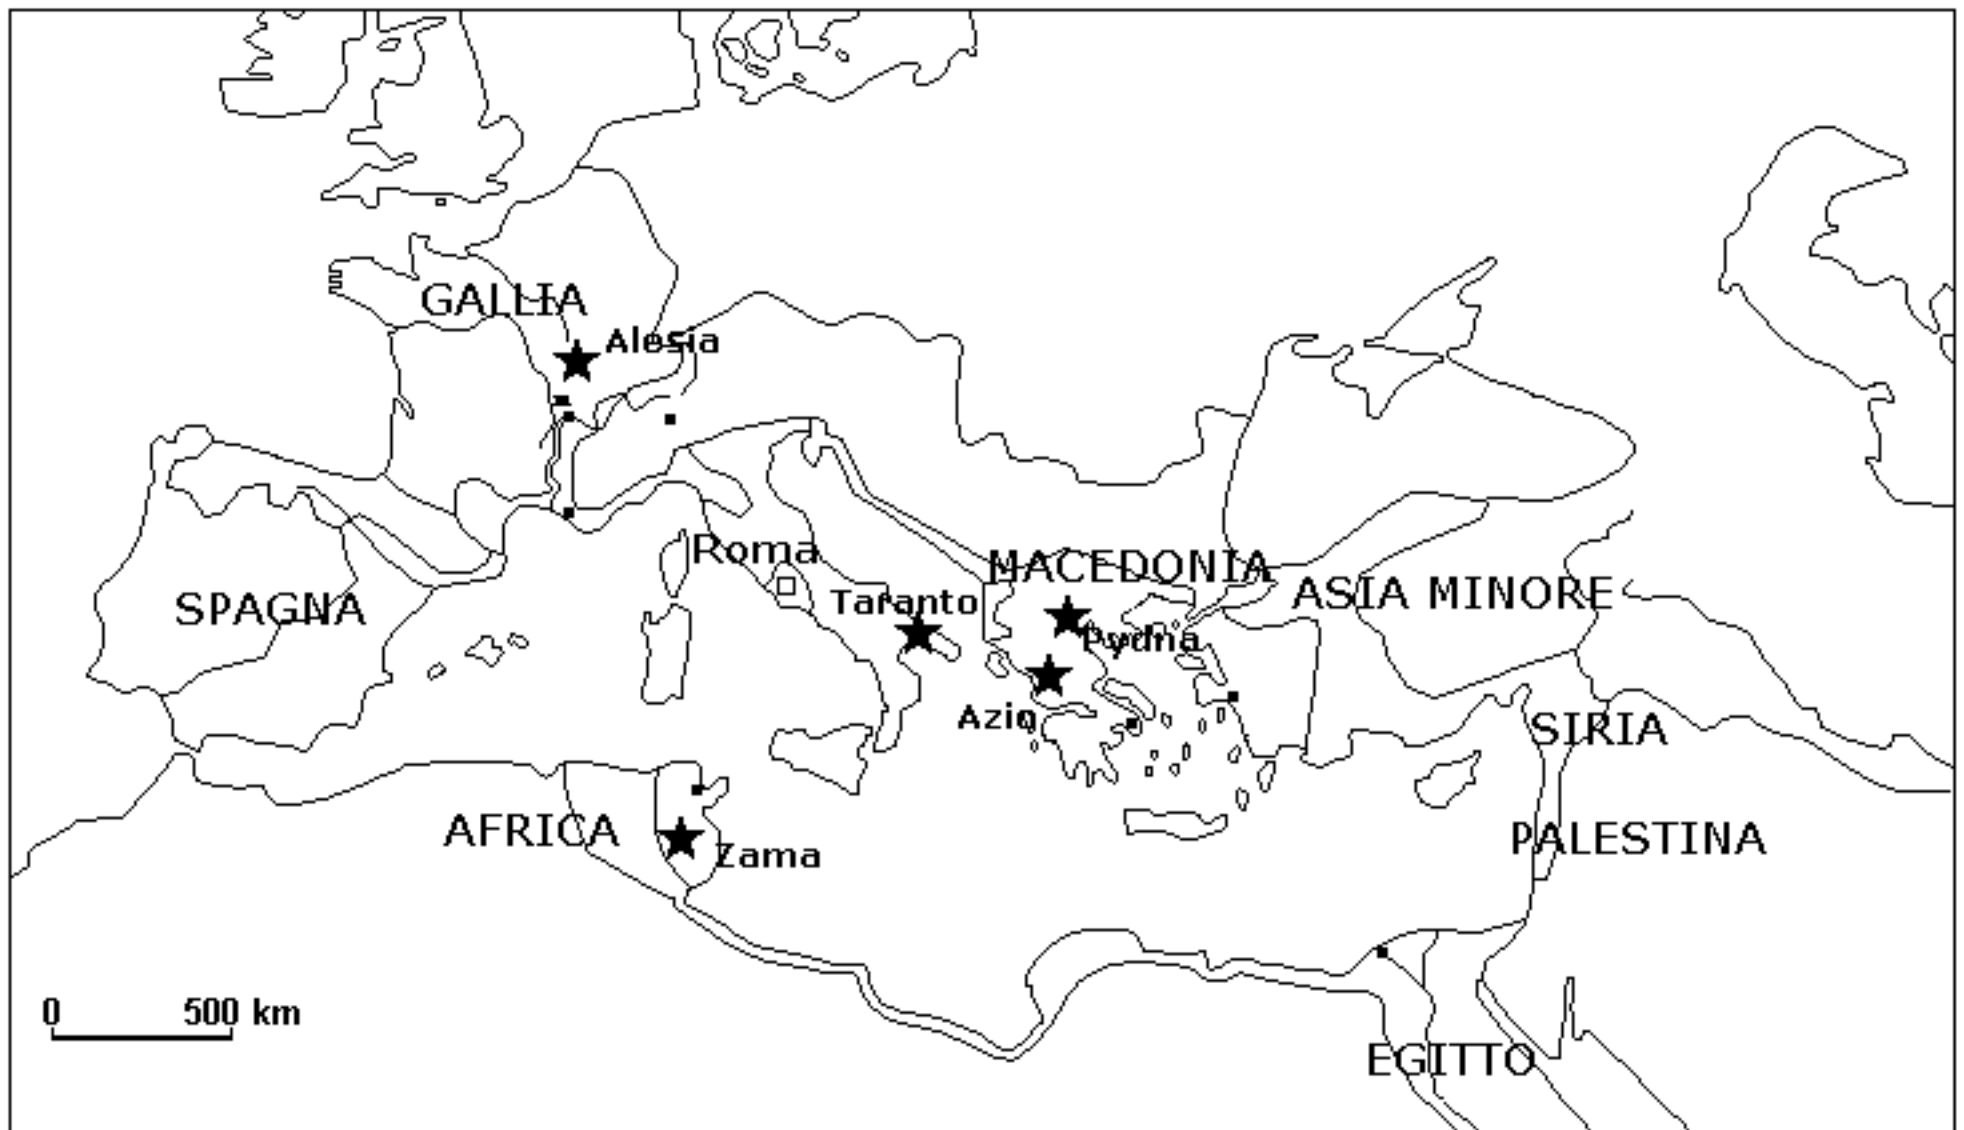 GALLIA
Alesia
Roma
MACEDONIA
SPAGNA
Taranto
ASIA MINORE
Pydna
Azio
SIRIA
AFRICA
Zama
PALESTINA
0 500 km
EGITTO